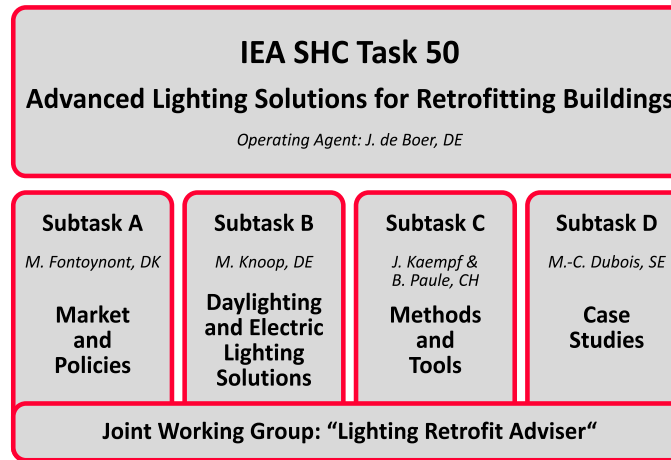 IEA SHC Task 50
Advanced Lighting Solutions for Retrofitting Buildings
Operating Agent: J. de Boer, DE
Subtask A
M. Fontoynont, DK
Market
and
Policies
Subtask B
M. Knoop, DE
Daylighting
and Electric
Lighting
Solutions
Subtask C
J. Kaempf &
B. Paule, CH
Methods
and
Tools
Subtask D
M.-C. Dubois, SE
Case
Studies
Joint Working Group: “Lighting Retrofit Adviser“